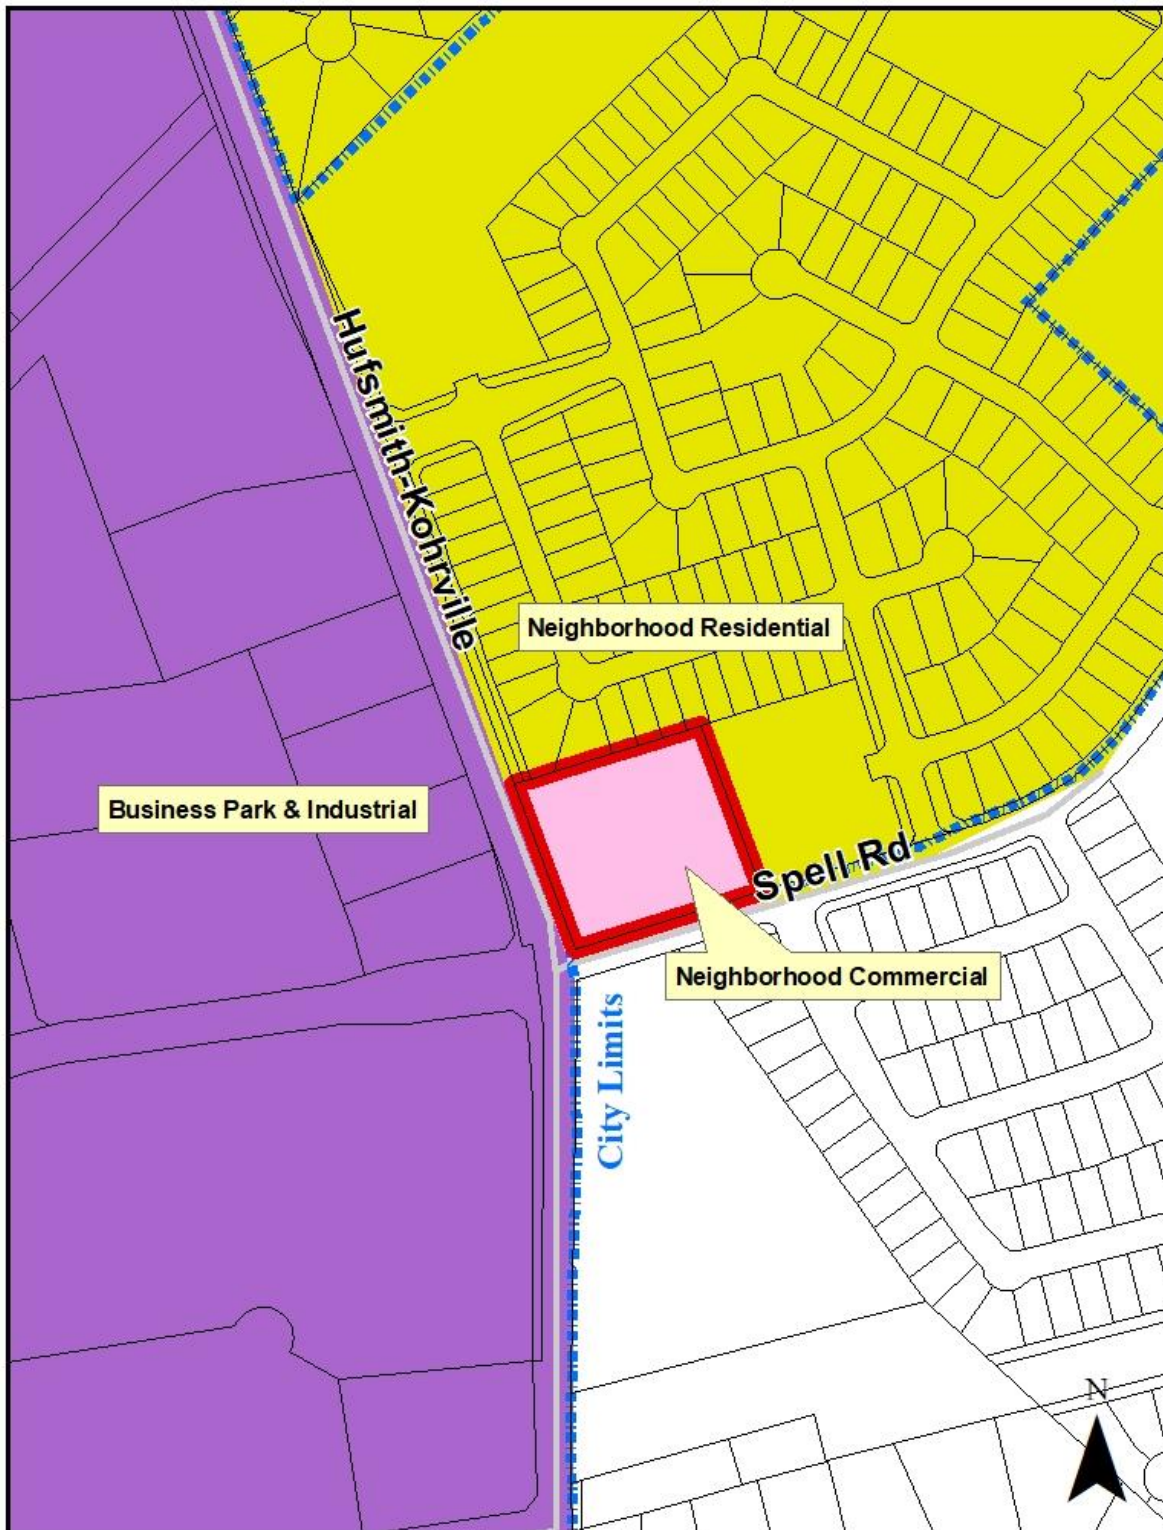 Hufsmith-Kohrville
Neighborhood Residential
Business Park & Industrial
Spell Rd
Neighborhood Commercial
City Limits
N